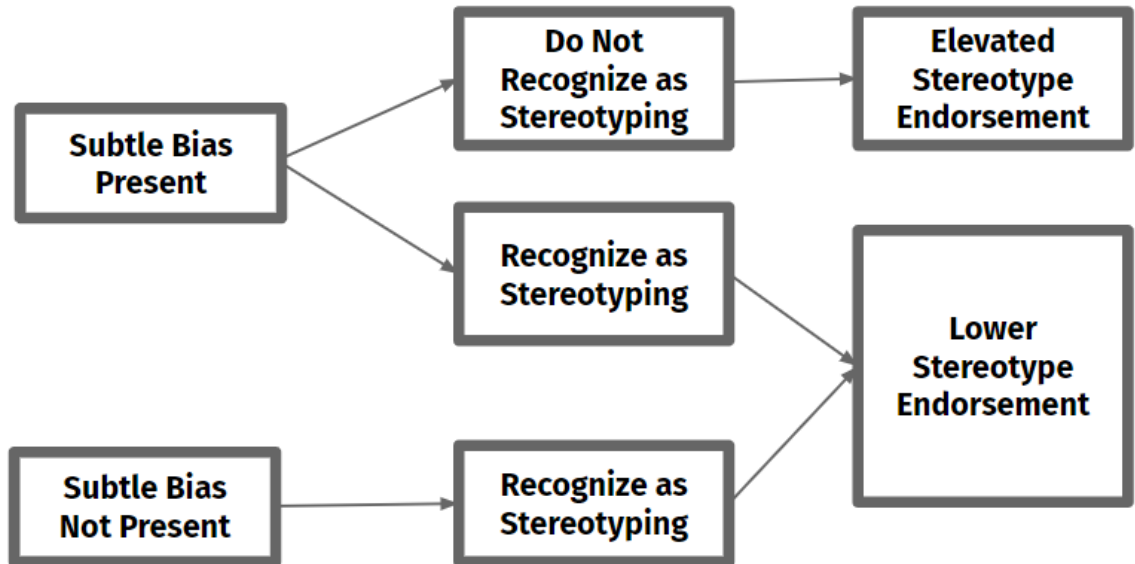 Subtle Bias
Present
Do Not
Recognize as
Stereotyping
Elevated
Stereotype
Endorsement
Recognize as
Stereotyping
Lower
Stereotype
Endorsement
Subtle Bias
Not Present
Recognize as
Stereotyping